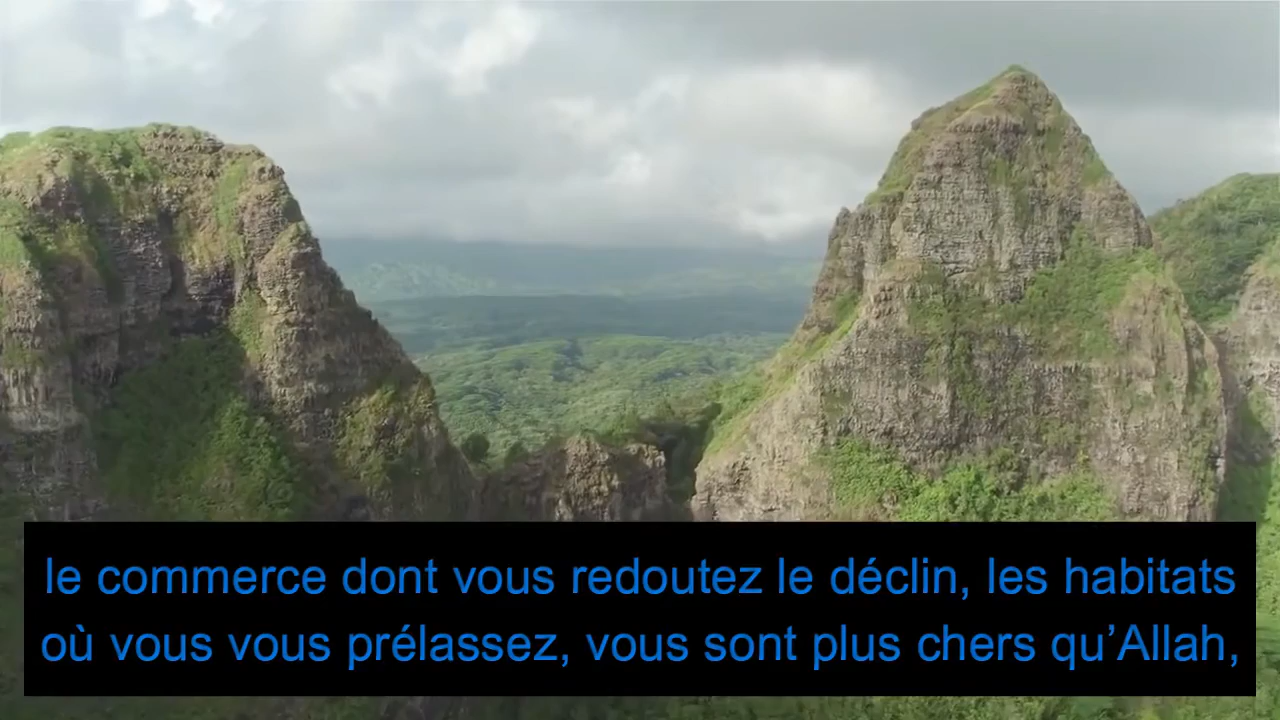 le commerce dont vous redoutez le déclin, les habitats
où vous vous prélassez, vous sont plus chers qu’Allah,